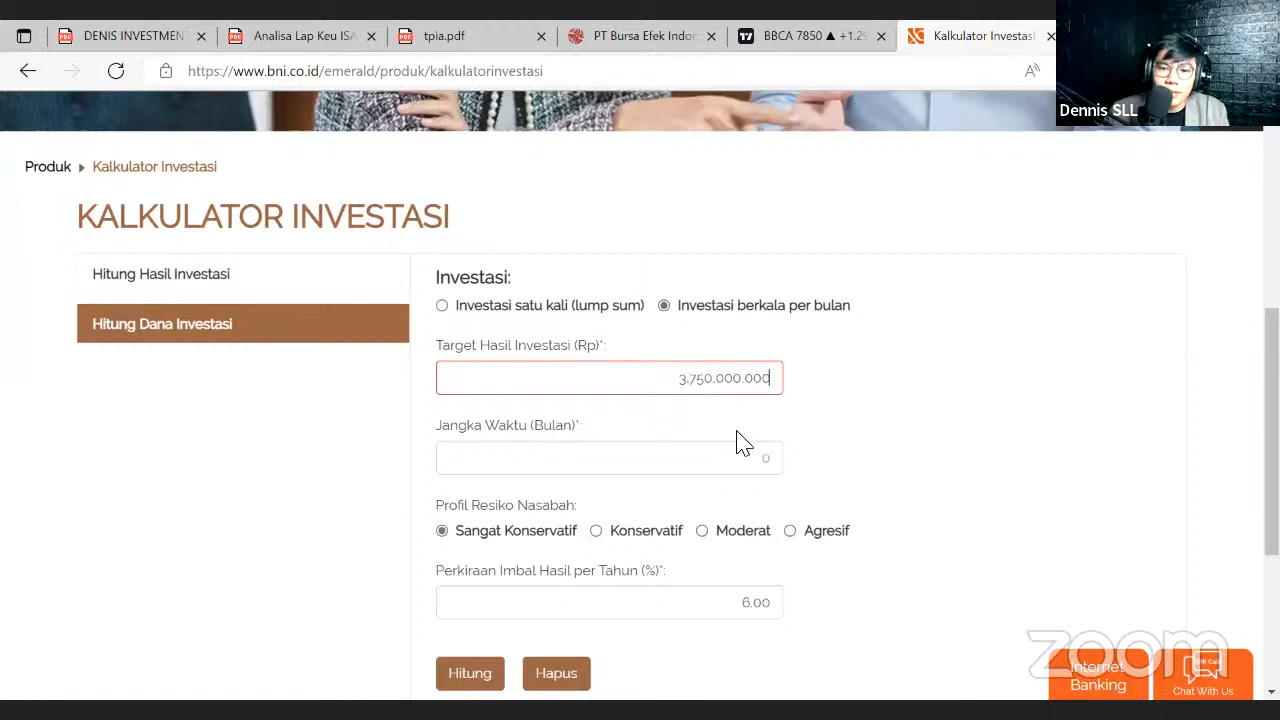 DENIS INVESTMENT
Analisa Lap Keu ISA
tpia.pdf
PT Bursa Efek Indon
BBCA 7850 ▲ +1.2
Kalkulator Investasi
https://www.bni.co.id/emerald/produk/kalkulatorinvestasi
Dennis SLL
Produk Kalkulator Investasi
KALKULATOR INVESTASI
Hitung Hasil Investasi
Hitung Dana Investasi
Investasi:
Investasi satu kali (lump sum) Investasi berkala per bulan
Target Hasil Investasi (Rp)*:
3,750,000,000
Jangka Waktu (Bulan)*:
0
Profil Resiko Nasabah:
Sangat Konservatif Konservatif Moderat Agresif
Perkiraan Imbal Hasil per Tahun (%)*:
6.00
Hitung Hapus
zoom
Internet
Banking
Chat With Us